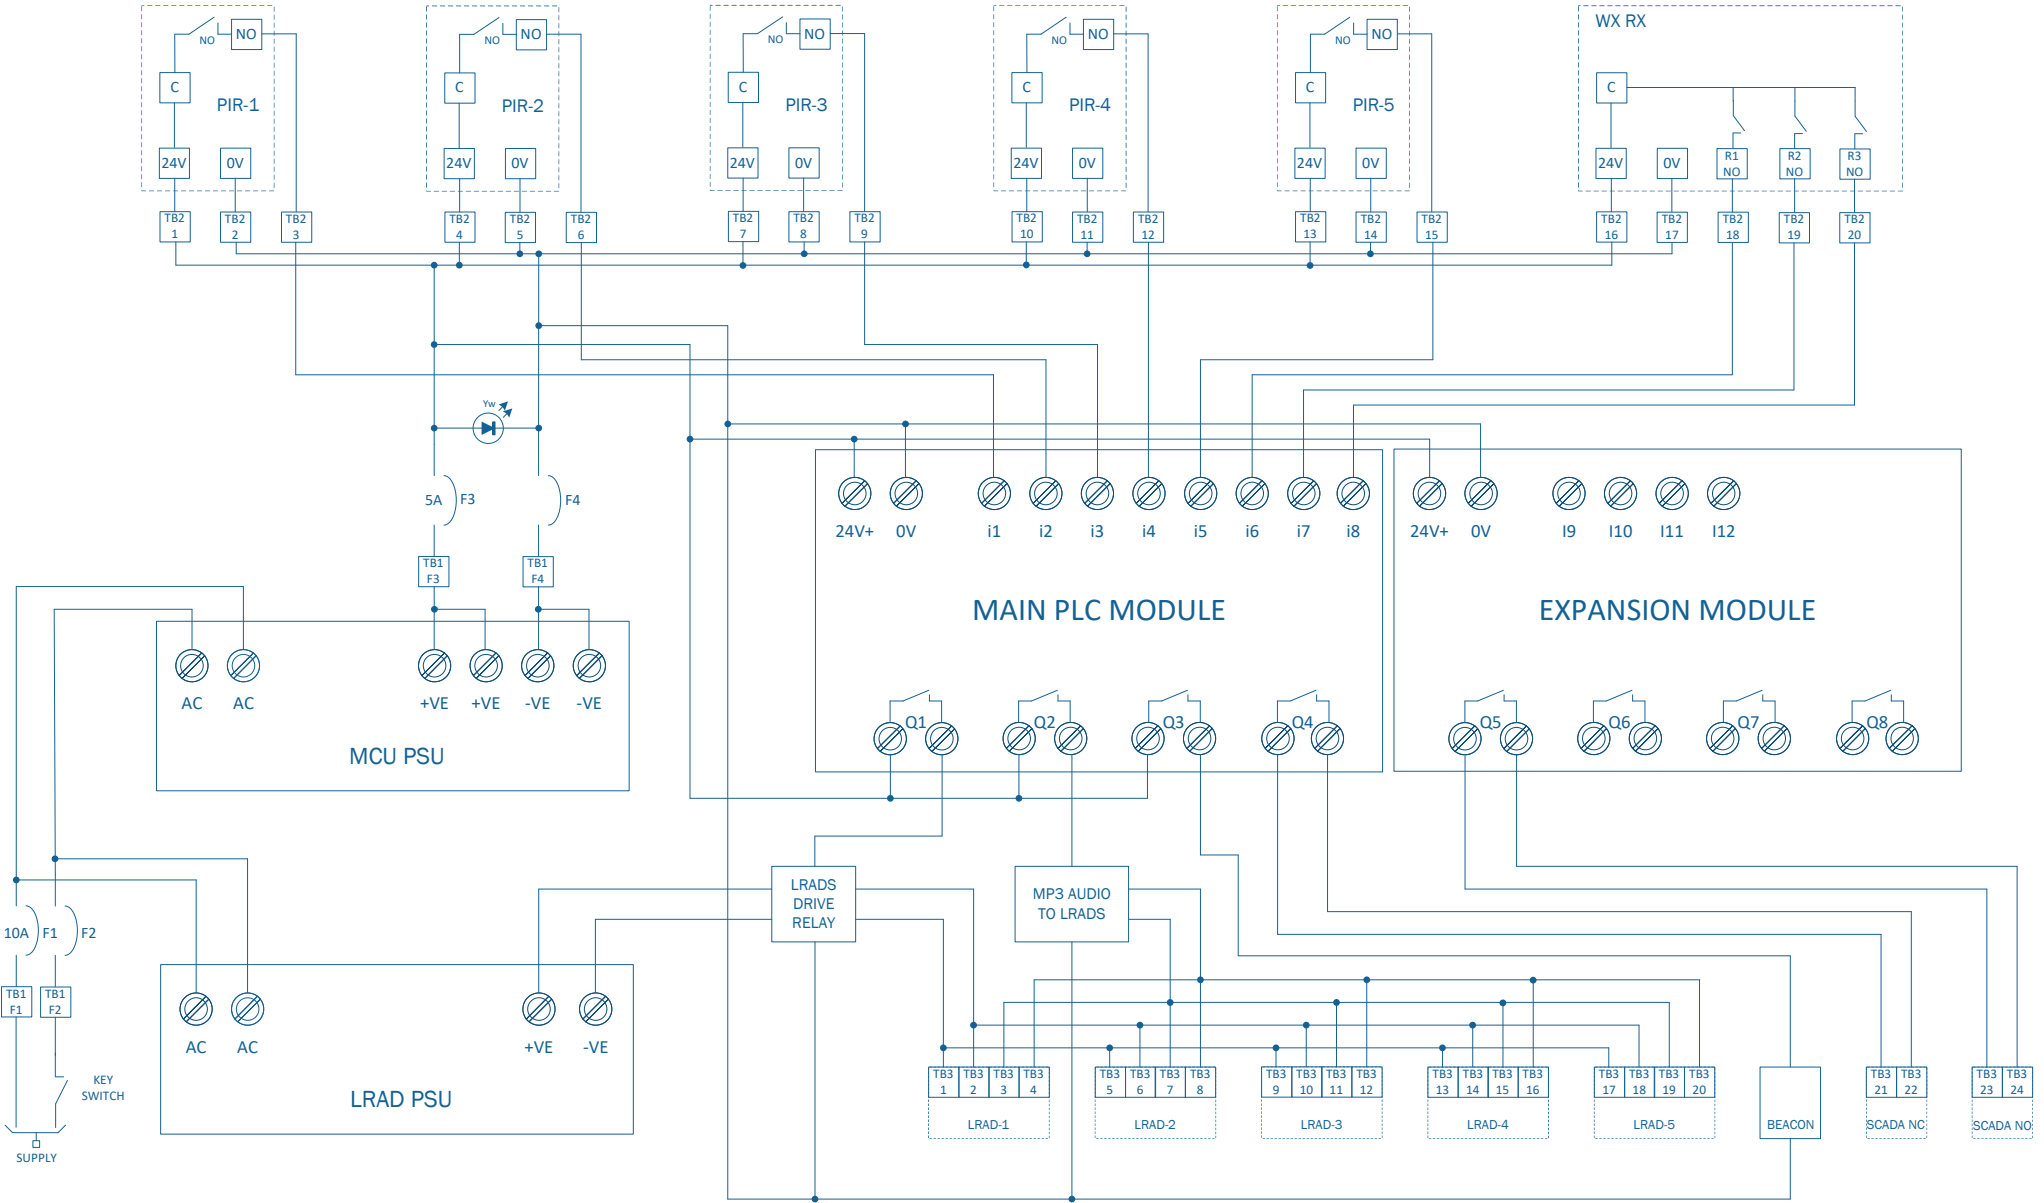 WX RX
NO
NO
NO
NO
NO
NO
NO
NO
NO
NO
C
PIR-1
C
PIR-2
C
PIR-3
C
PIR-4
C
PIR-5
C
24V
0V
24V
0V
24V
0V
24V
0V
24V
0V
24V
0V
R1
NO
R2
NO
R3
NO
TB2
1
TB2
2
TB2
3
TB2
4
TB2
5
TB2
6
TB2
7
TB2
8
TB2
9
TB2
10
TB2
11
TB2
12
TB2
13
TB2
14
TB2
15
TB2
16
TB2
17
TB2
18
TB2
19
TB2
20
Yw
5A
F3
F4
24V+
0V
i1
i2
i3
i4
i5
i6
i7
i8
24V+
0V
I9
I10
I11
I12
TB1
F3
TB1
F4
MAIN PLC MODULE
EXPANSION MODULE
AC
AC
+VE
+VE
-VE
-VE
MCU PSU
Q1
Q2
Q3
Q4
Q5
Q6
Q7
Q8
LRADS
DRIVE
RELAY
MP3 AUDIO
TO LRADS
10A
F1
F2
TB1
F1
TB1
F2
AC
AC
+VE
-VE
LRAD PSU
KEY
SWITCH
SUPPLY
TB3
1
TB3
2
TB3
3
TB3
4
LRAD-1
TB3
5
TB3
6
TB3
7
TB3
8
LRAD-2
TB3
9
TB3
10
TB3
11
TB3
12
LRAD-3
TB3
13
TB3
14
TB3
15
TB3
16
LRAD-4
TB3
17
TB3
18
TB3
19
TB3
20
LRAD-5
BEACON
TB3
21
TB3
22
SCADA NC
TB3
23
TB3
24
SCADA NO